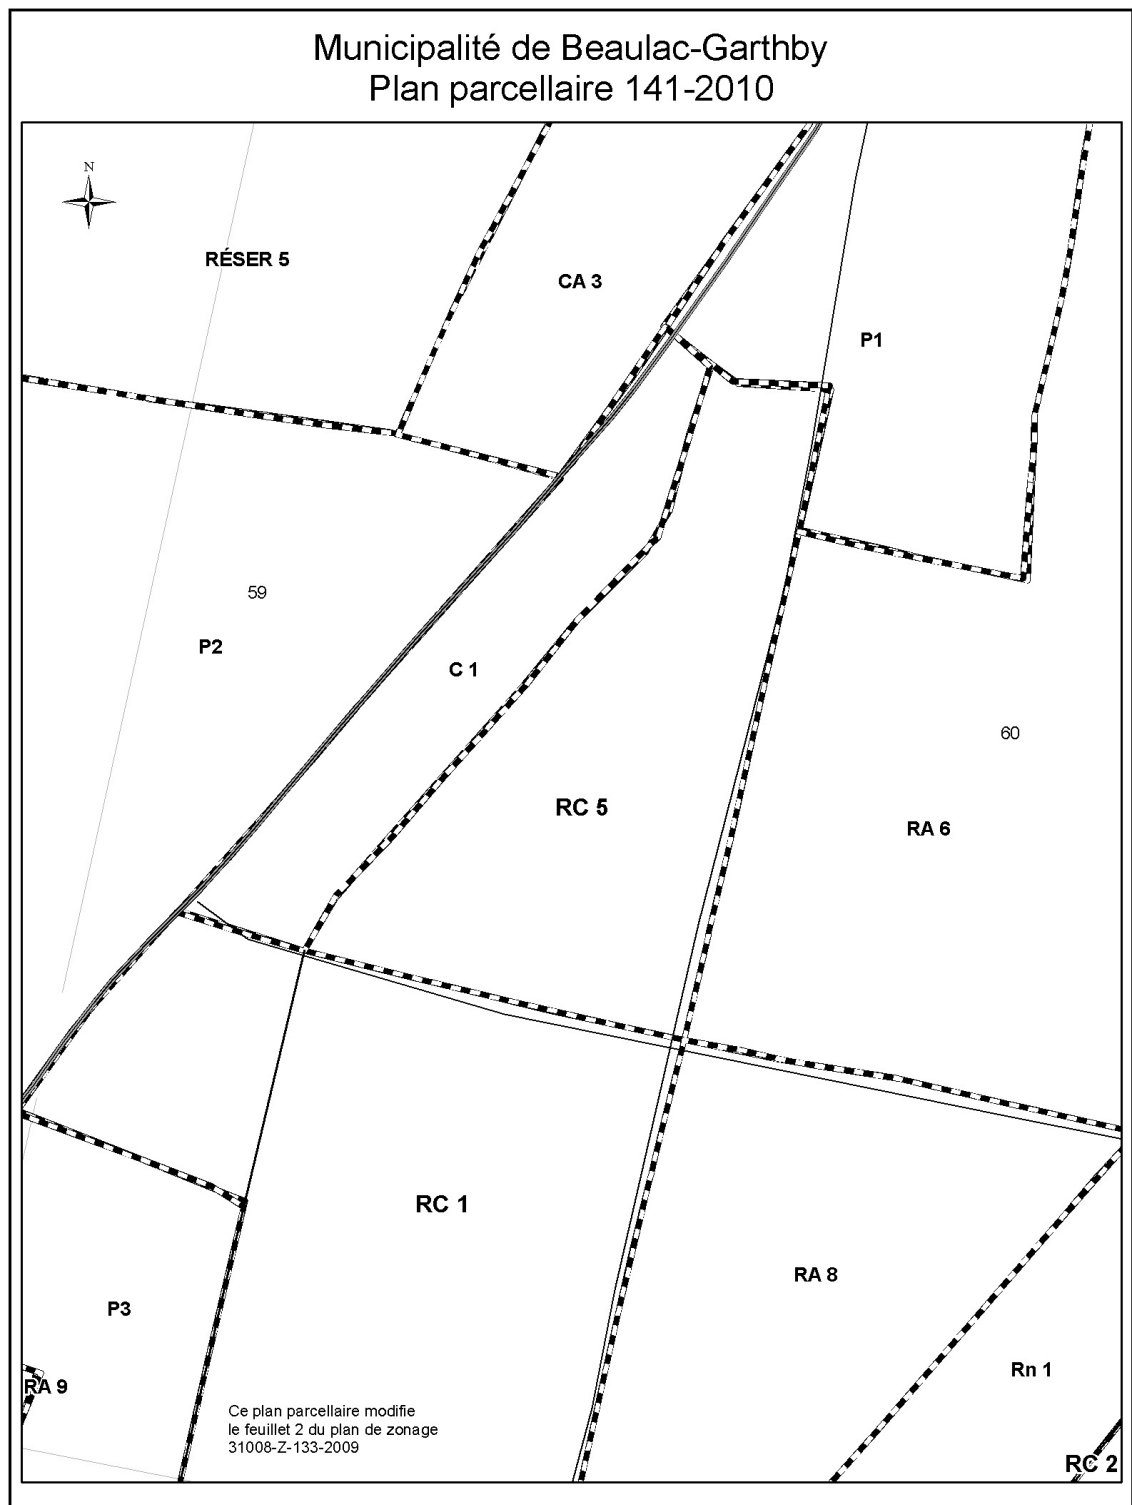 Municipalité de Beaulac-Garthby
Plan parcellaire 141-2010
N
RÉSER 5
CA 3
P1
59
P2
C 1
60
RC 5
RA 6
RC 1
RA 8
P3
Rn 1
RA 9
Ce plan parcellaire modifie
le feuillet 2 du plan de zonage
31008-Z-133-2009
RC 2